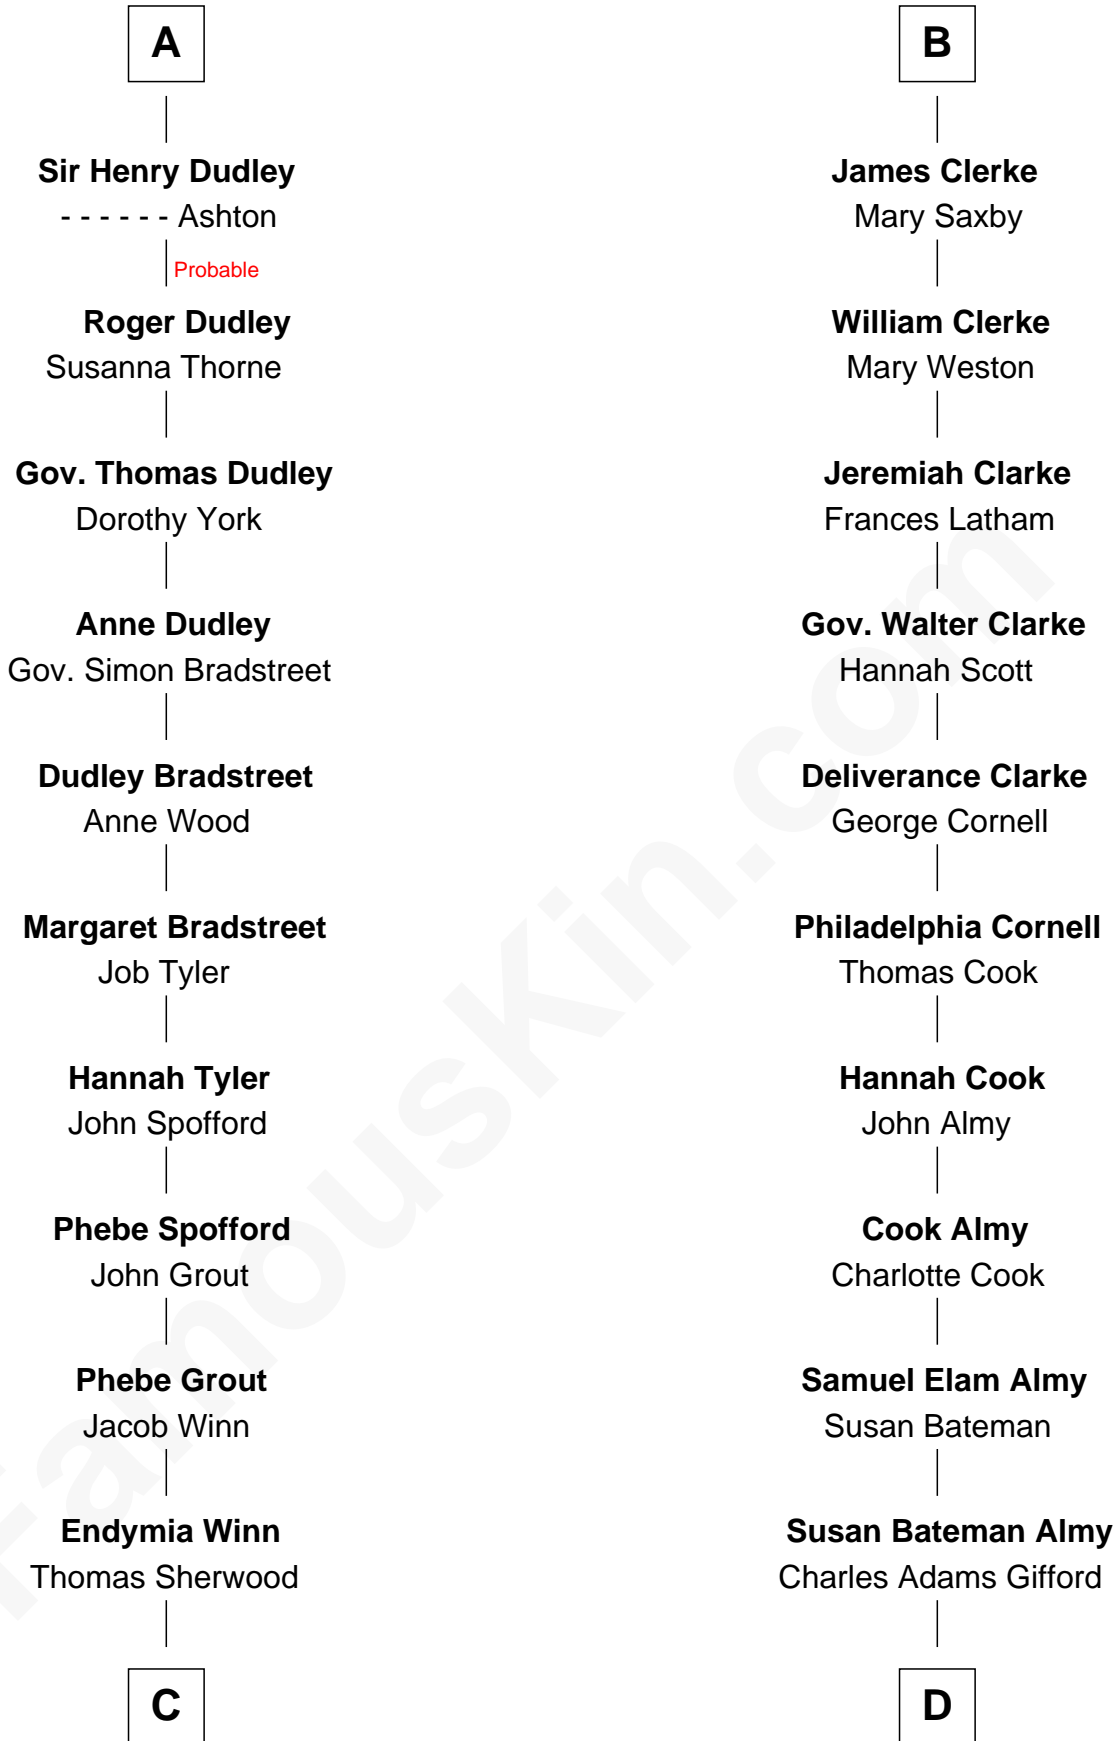 A
Sir Henry Dudley
- - - - - - Ashton
Probable
Roger Dudley
Susanna Thorne
Gov. Thomas Dudley
Dorothy York
Anne Dudley
Gov. Simon Bradstreet
Dudley Bradstreet
Anne Wood
Margaret Bradstreet
Job Tyler
Hannah Tyler
John Spofford
Phebe Spofford
John Grout
Phebe Grout
Jacob Winn
Endymia Winn
Thomas Sherwood
C
B
James Clerke
Mary Saxby
William Clerke
Mary Weston
Jeremiah Clarke
Frances Latham
Gov. Walter Clarke
Hannah Scott
Deliverance Clarke
George Cornell
Philadelphia Cornell
Thomas Cook
Hannah Cook
John Almy
Cook Almy
Charlotte Cook
Samuel Elam Almy
Susan Bateman
Susan Bateman Almy
Charles Adams Gifford
D
FamousKin.com